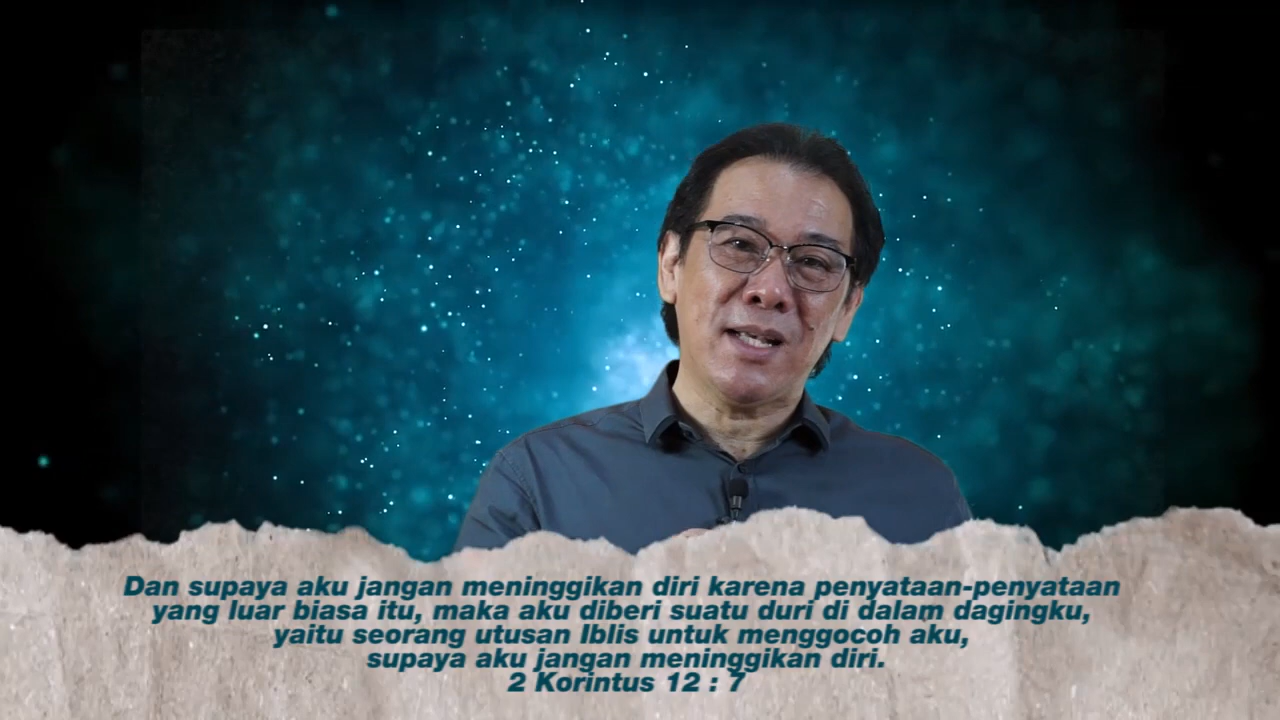 Dan supaya aku jangan meninggikan diri karena penyataan-penyataan
yang luar biasa itu, maka aku diberi suatu duri di dalam dagingku,
yaitu seorang utusan Iblis untuk menggocoh aku,
supaya aku jangan meninggikan diri.
2 Korintus 12 : 7